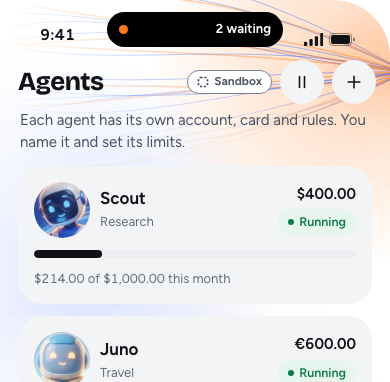 9:41
2 waiting
Agents
Sandbox
Each agent has its own account, card and rules. You
name it and set its limits.
Scout
$400.00
Research
Running
$214.00 of $1,000.00 this month
Juno
€600.00
Travel
Running